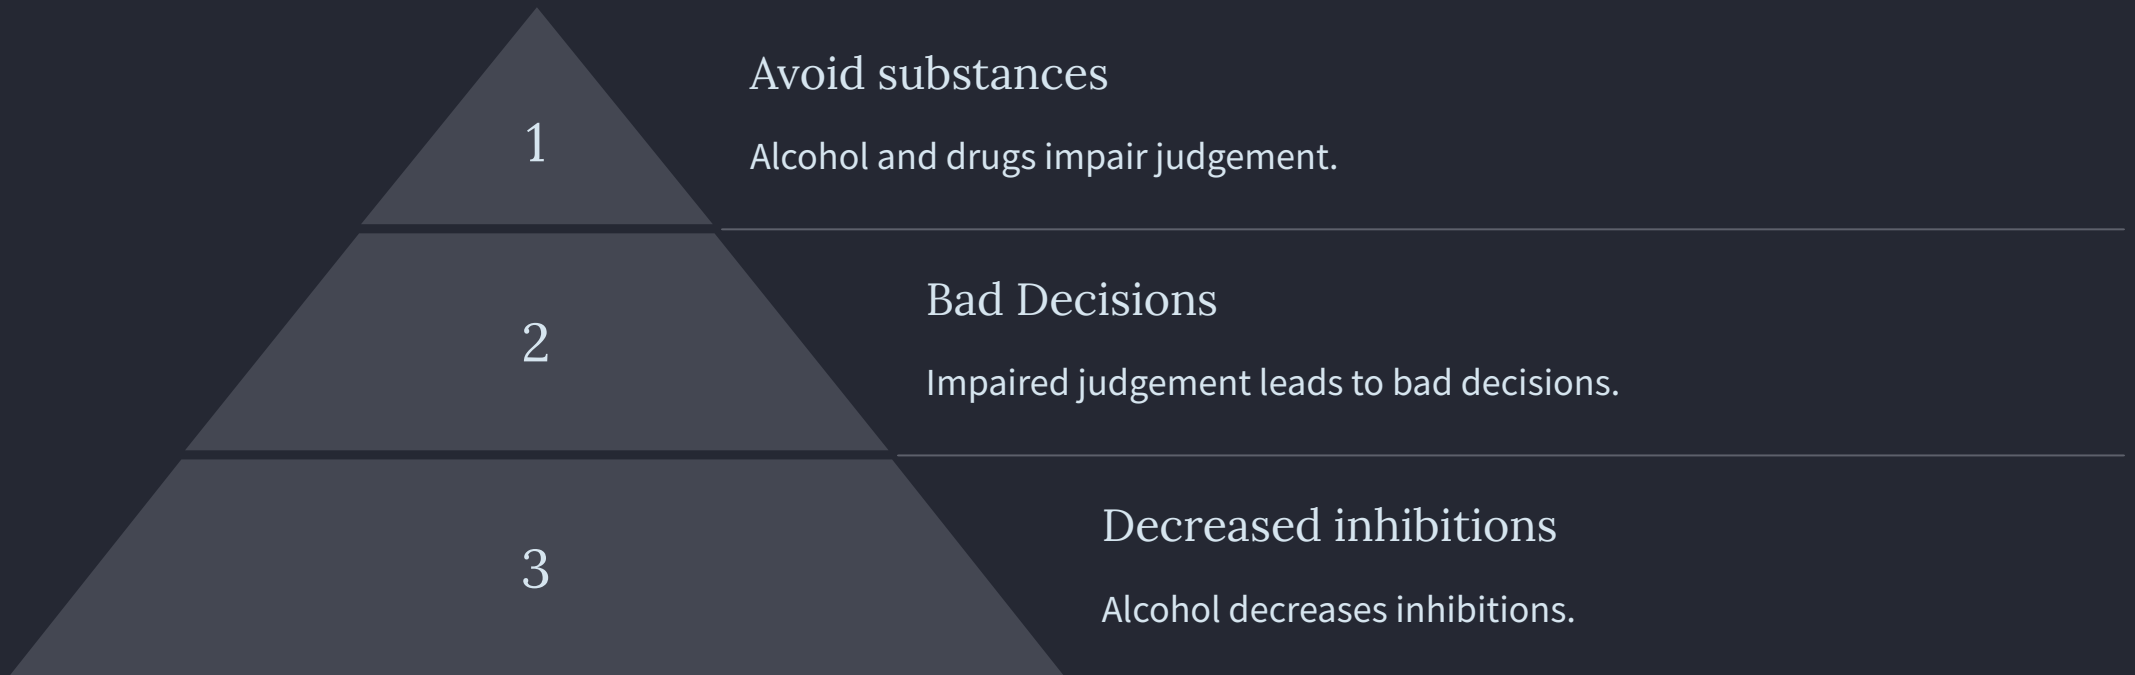 1
Avoid substances
Alcohol and drugs impair judgement.
2
Bad Decisions
Impaired judgement leads to bad decisions.
3
Decreased inhibitions
Alcohol decreases inhibitions.